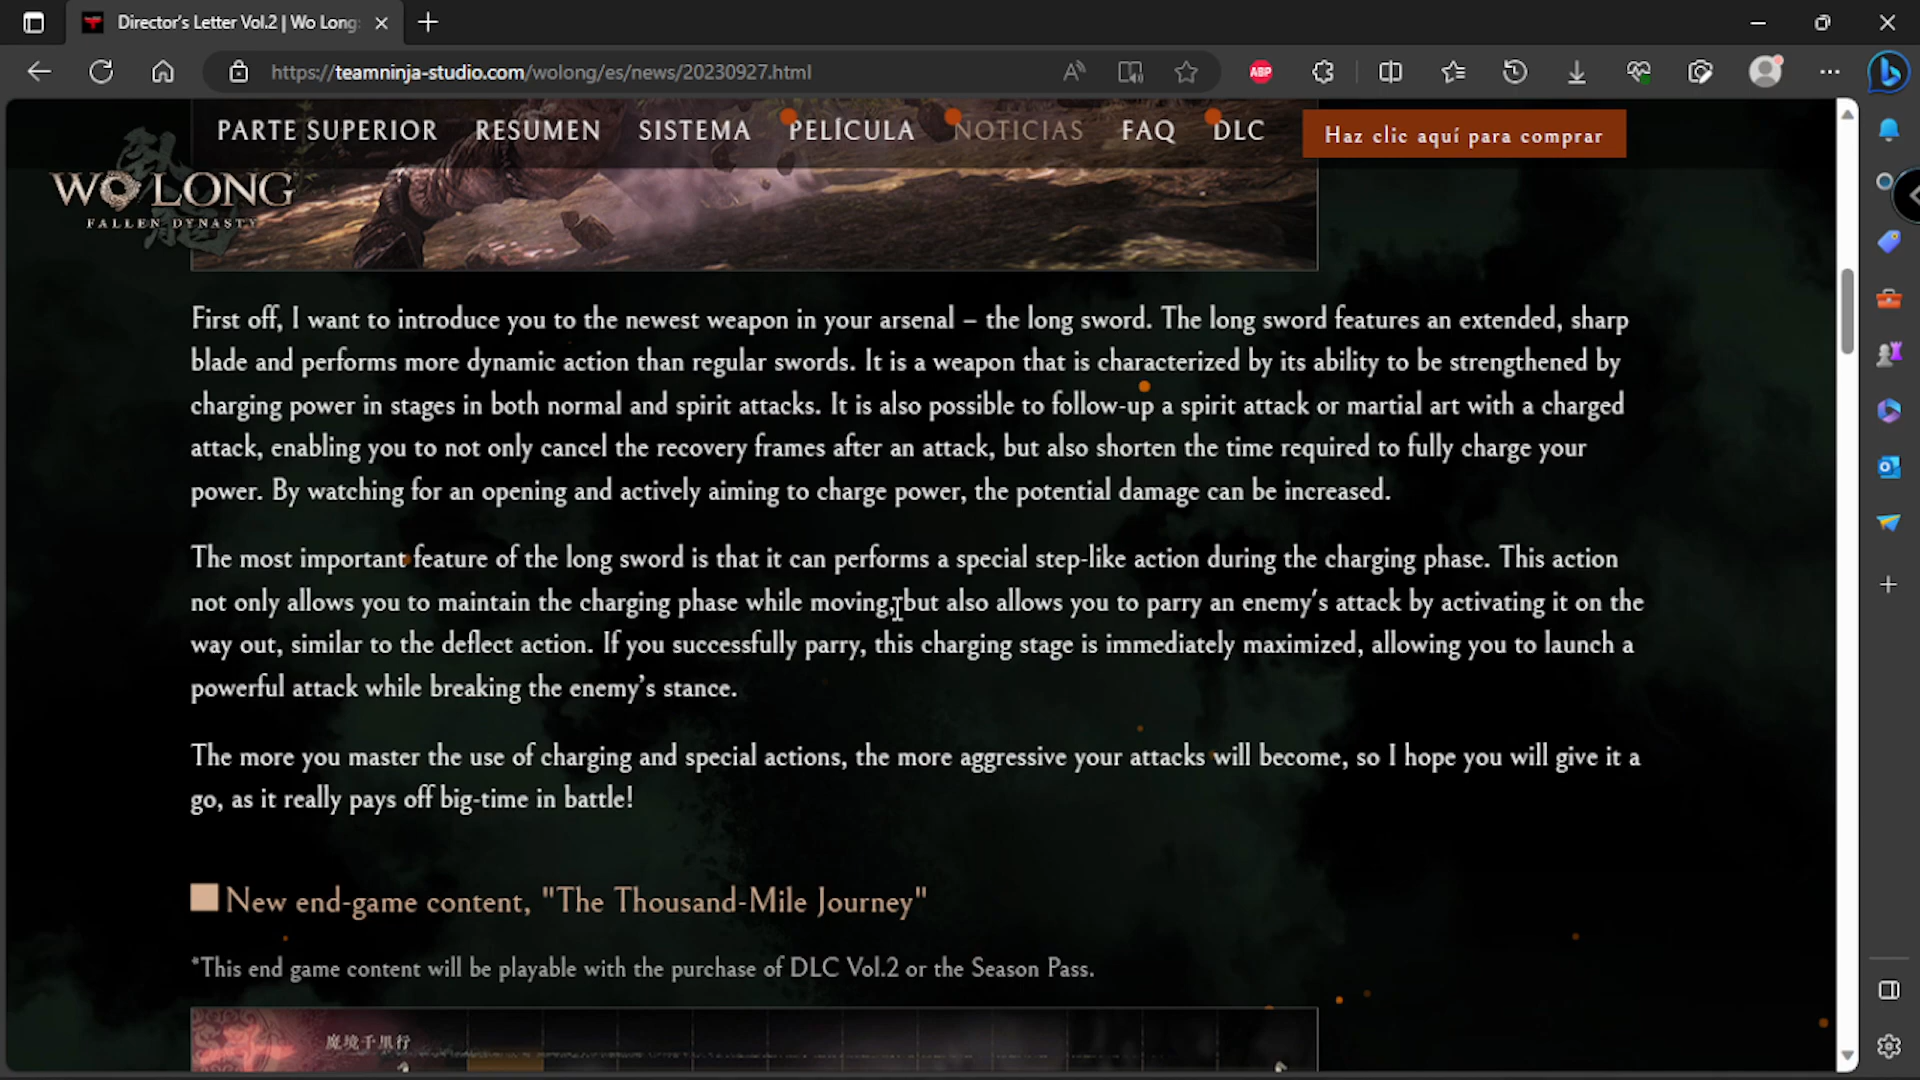 Director's Letter Vol.2 | Wo Long:
https://teamninja-studio.com/wolong/es/news/20230927.html
ABP
PARTE SUPERIOR RESUMEN SISTEMA PELÍCULA NOTICIAS FAQ DLC Haz clic aquí para comprar
WO LONG
FALLEN DYNASTY
First off, I want to introduce you to the newest weapon in your arsenal – the long sword. The long sword features an extended, sharp
blade and performs more dynamic action than regular swords. It is a weapon that is characterized by its ability to be strengthened by
charging power in stages in both normal and spirit attacks. It is also possible to follow-up a spirit attack or martial art with a charged
attack, enabling you to not only cancel the recovery frames after an attack, but also shorten the time required to fully charge your
power. By watching for an opening and actively aiming to charge power, the potential damage can be increased.
The most important feature of the long sword is that it can performs a special step-like action during the charging phase. This action
not only allows you to maintain the charging phase while moving, but also allows you to parry an enemy's attack by activating it on the
way out, similar to the deflect action. If you successfully parry, this charging stage is immediately maximized, allowing you to launch a
powerful attack while breaking the enemy's stance.
The more you master the use of charging and special actions, the more aggressive your attacks will become, so I hope you will give it a
go, as it really pays off big-time in battle!
New end-game content, "The Thousand-Mile Journey"
*This end game content will be playable with the purchase of DLC Vol.2 or the Season Pass.
魔境千里行